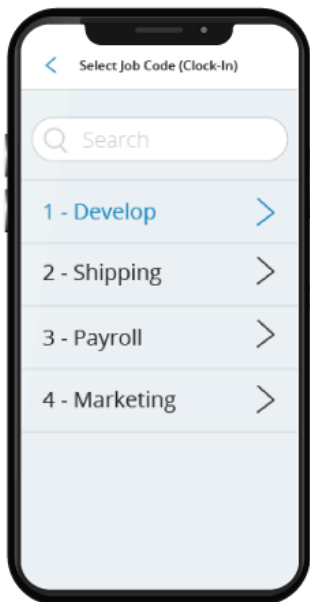 Select Job Code (Clock-In)
Search
1 - Develop
2 - Shipping
3 - Payroll
4 - Marketing